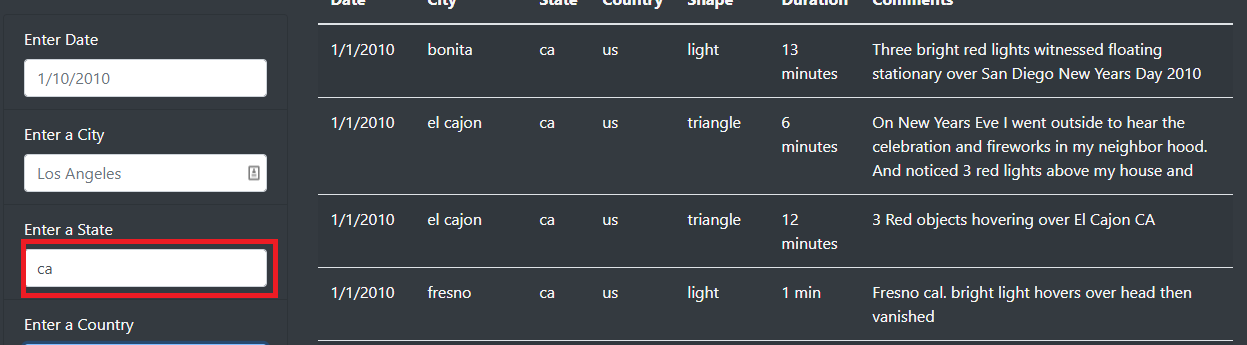 Date City State Country Shape Duration Comments
Enter Date
1/10/2010
Enter a City
Los Angeles
Enter a State
ca
Enter a Country
1/1/2010 bonita ca us light 13 minutes Three bright red lights witnessed floating
stationary over San Diego New Years Day 2010
1/1/2010 el cajon ca us triangle 6 minutes On New Years Eve I went outside to hear the
celebration and fireworks in my neighbor hood.
And noticed 3 red lights above my house and
1/1/2010 el cajon ca us triangle 12 minutes 3 Red objects hovering over El Cajon CA
1/1/2010 fresno ca us light 1 min Fresno cal. bright light hovers over head then
vanished